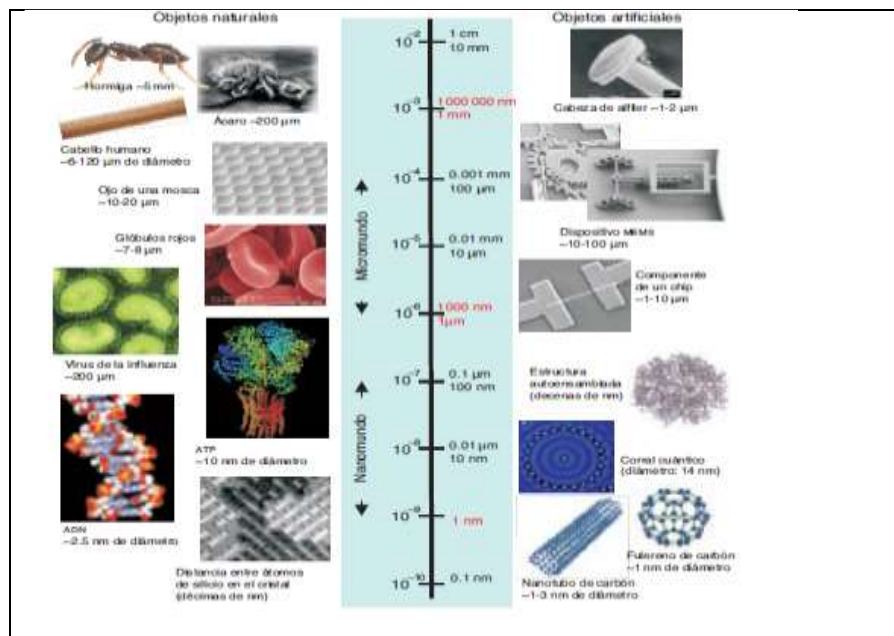 Objetos naturales
Hormiga ~5 mm
Ácaro ~200 µm
Cabello humano
~6-120 µm de diámetro
Ojo de una mosca
~10-20 µm
Glóbulos rojos
~7-8 µm
Virus de la influenza
~200 µm
ATP
~10 nm de diámetro
ADN
~2.5 nm de diámetro
Distancia entre átomos
de silicio en el cristal
(décimas de nm)
10⁻²
1 cm
10 mm
10⁻³
1 000 000 nm
1 mm
10⁻⁴
0.001 mm
100 µm
10⁻⁵
0.01 mm
10 µm
10⁻⁶
1 000 nm
1µm
10⁻⁷
0.1 µm
100 nm
10⁻⁸
0.01 µm
10 nm
10⁻⁹
1 nm
10⁻¹⁰
0.1 nm
Micromundo
Nanomundo
Objetos artificiales
Cabeza de alfiler ~1-2 µm
Dispositivo MEMS
~10-100 µm
Componente
de un chip
~1-10 µm
Estructura
autoensamblada
(decenas de nm)
Corral cuántico
(diámetro: 14 nm)
Fulereno de carbón
~1 nm de diámetro
Nanotubo de carbón
~1-3 nm de diámetro